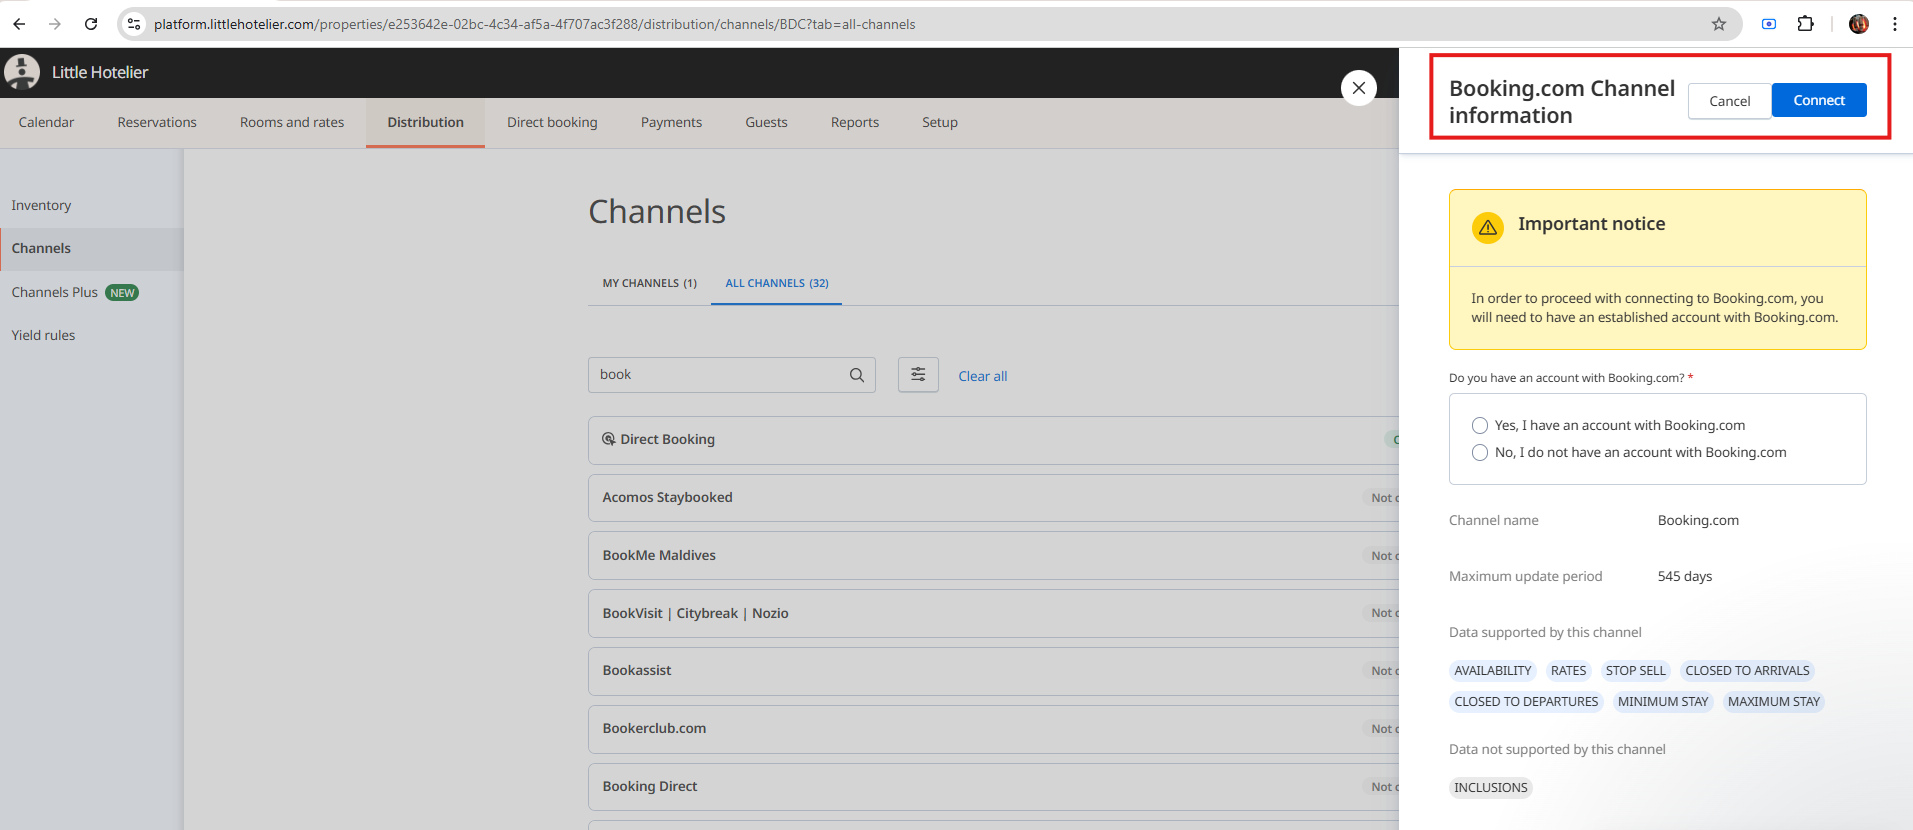 platform.littlehotelier.com/properties/e253642e-02bc-4c34-af5a-4f707ac3f288/distribution/channels/BDC?tab=all-channels
Little Hotelier
Calendar
Reservations
Rooms and rates
Distribution
Direct booking
Payments
Guests
Reports
Setup
Inventory
Channels
Channels Plus NEW
Yield rules
Channels
MY CHANNELS (1)
ALL CHANNELS (32)
book
Clear all
Direct Booking
Acomos Staybooked
Not c
BookMe Maldives
Not c
BookVisit | Citybreak | Nozio
Not c
Bookassist
Not c
Bookerclub.com
Not c
Booking Direct
Not c
Booking.com Channel
information
Cancel
Connect
Important notice
In order to proceed with connecting to Booking.com, you
will need to have an established account with Booking.com.
Do you have an account with Booking.com? *
Yes, I have an account with Booking.com
No, I do not have an account with Booking.com
Channel name
Booking.com
Maximum update period
545 days
Data supported by this channel
AVAILABILITY RATES STOP SELL CLOSED TO ARRIVALS
CLOSED TO DEPARTURES MINIMUM STAY MAXIMUM STAY
Data not supported by this channel
INCLUSIONS